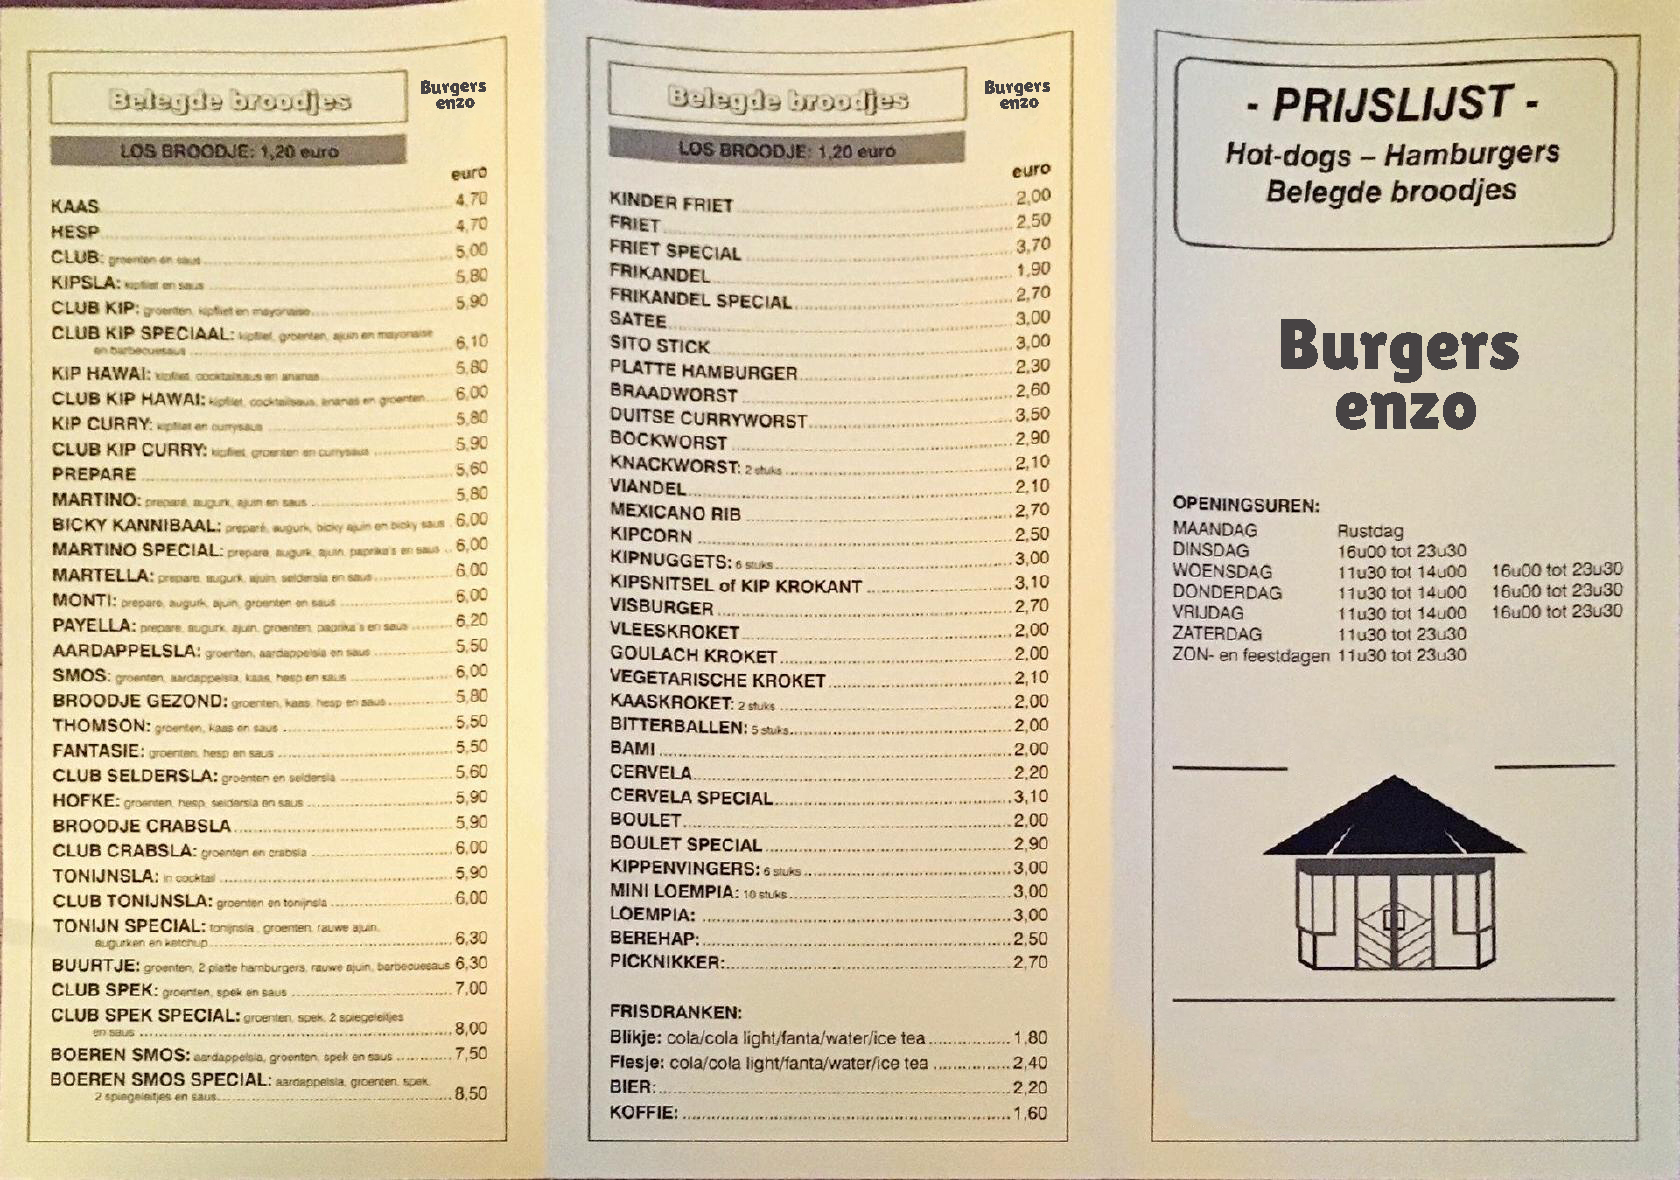 Belegde broodjes
Burgers
enzo
LOS BROODJE: 1,20 euro
euro
KAAS 4,70
HESP 4,70
CLUB: groenten en saus 5,00
KIPSLA: kipfilet en saus 5,80
CLUB KIP: groenten, kipfilet en mayonaise 5,90
CLUB KIP SPECIAAL: kipfilet, groenten, ajuin en mayonaise
en barbecuesaus 6,10
KIP HAWAI: kipfilet, cocktailsaus en ananas 5,80
CLUB KIP HAWAI: kipfilet, cocktailsaus, ananas en groenten 6,00
KIP CURRY: kipfilet en currysaus 5,80
CLUB KIP CURRY: kipfilet, groenten en currysaus 5,90
PREPARE 5,60
MARTINO: prepare, augurk, ajuin en saus 5,80
BICKY KANNIBAAL: preparé, augurk, bicky ajuin en bicky saus 6,00
MARTINO SPECIAL: prepare, augurk, ajuin, paprika's en saus 6,00
MARTELLA: prepare, augurk, ajuin, seldersla en saus 6,00
MONTI: prepare, augurk, ajuin, groenten en saus 6,00
PAYELLA: prepare, augurk, ajuin, groenten, paprika's en saus 6,20
AARDAPPELSLA: groenten, aardappelsla en saus 5,50
SMOS: groenten, aardappelsla, kaas, hesp en saus 6,00
BROODJE GEZOND: groenten, kaas, hesp en saus 5,80
THOMSON: groenten, kaas en saus 5,50
FANTASIE: groenten, hesp en saus 5,50
CLUB SELDERSLA: groenten en seldersla 5,60
HOFKE: groenten, hesp, seldersla en saus 5,90
BROODJE CRABSLA 5,90
CLUB CRABSLA: groenten en crabsla 6,00
TONIJNSLA: in cocktail 5,90
CLUB TONIJNSLA: groenten en tonijnsla 6,00
TONIJN SPECIAL: tonijnsla, groenten, rauwe ajuin,
augurken en ketchup 6,30
BUURTJE: groenten, 2 platte hamburgers, rauwe ajuin, barbecuesaus 6,30
CLUB SPEK: groenten, spek en saus 7,00
CLUB SPEK SPECIAL: groenten, spek, 2 spiegeleitjes
en saus 8,00
BOEREN SMOS: aardappelsla, groenten, spek en saus 7,50
BOEREN SMOS SPECIAL: aardappelsla, groenten, spek,
2 spiegeleitjes en saus 8,50
Belegde broodjes
Burgers
enzo
LOS BROODJE: 1,20 euro
euro
KINDER FRIET 2,00
FRIET 2,50
FRIET SPECIAL 3,70
FRIKANDEL 1,90
FRIKANDEL SPECIAL 2,70
SATEE 3,00
SITO STICK 3,00
PLATTE HAMBURGER 2,30
BRAADWORST 2,60
DUITSE CURRYWORST 3,50
BOCKWORST 2,90
KNACKWORST: 2 stuks 2,10
VIANDEL 2,10
MEXICANO RIB 2,70
KIPCORN 2,50
KIPNUGGETS: 6 stuks 3,00
KIPSNITSEL of KIP KROKANT 3,10
VISBURGER 2,70
VLEESKROKET 2,00
GOULACH KROKET 2,00
VEGETARISCHE KROKET 2,10
KAASKROKET: 2 stuks 2,00
BITTERBALLEN: 5 stuks 2,00
BAMI 2,00
CERVELA 2,20
CERVELA SPECIAL 3,10
BOULET 2,00
BOULET SPECIAL 2,90
KIPPENVINGERS: 6 stuks 3,00
MINI LOEMPIA: 10 stuks 3,00
LOEMPIA: 3,00
BEREHAP: 2,50
PICKNIKKER: 2,70
FRISDRANKEN:
Blikje: cola/cola light/fanta/water/ice tea 1,80
Flesje: cola/cola light/fanta/water/ice tea 2,40
BIER: 2,20
KOFFIE: 1,60
- PRIJSLIJST -
Hot-dogs – Hamburgers
Belegde broodjes
Burgers
enzo
OPENINGSUREN:
MAANDAG Rustdag
DINSDAG 16u00 tot 23u30
WOENSDAG 11u30 tot 14u00 16u00 tot 23u30
DONDERDAG 11u30 tot 14u00 16u00 tot 23u30
VRIJDAG 11u30 tot 14u00 16u00 tot 23u30
ZATERDAG 11u30 tot 23u30
ZON- en feestdagen 11u30 tot 23u30